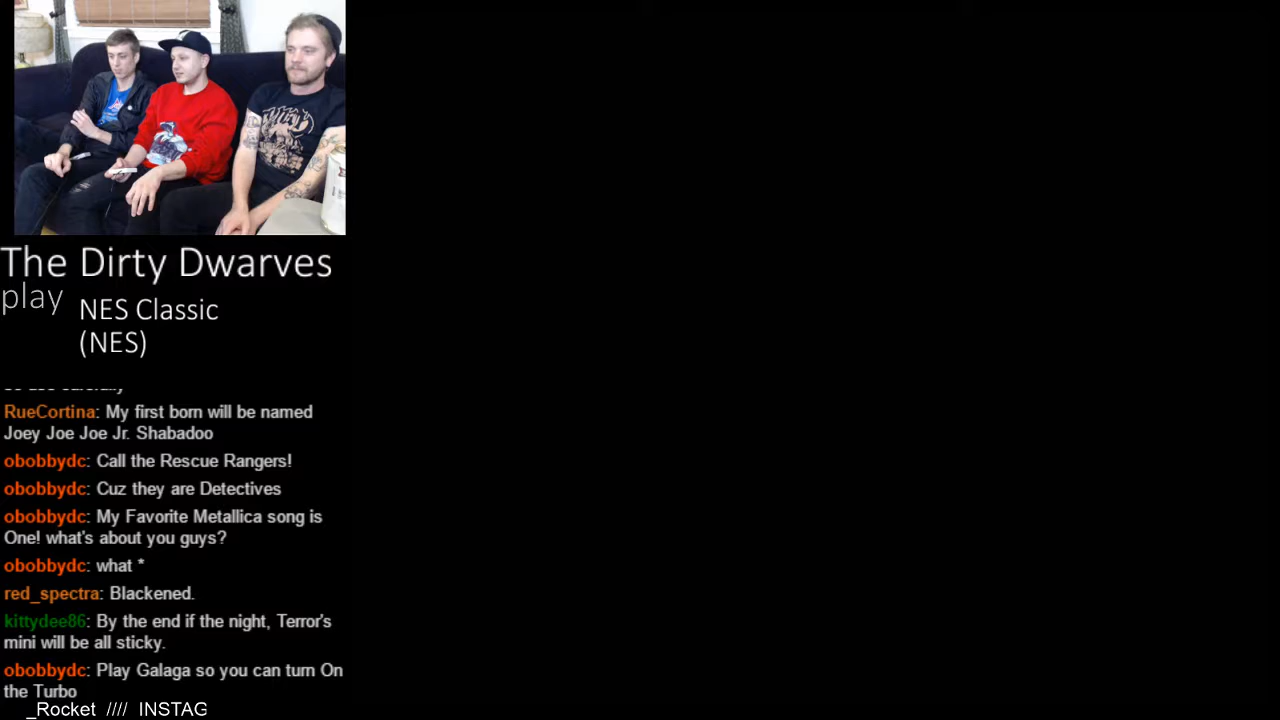 The Dirty Dwarves
play NES Classic
(NES)
RueCortina: My first born will be named
Joey Joe Joe Jr. Shabadoo
obobbydc: Call the Rescue Rangers!
obobbydc: Cuz they are Detectives
obobbydc: My Favorite Metallica song is
One! what's about you guys?
obobbydc: what *
red_spectra: Blackened.
kittydee86: By the end if the night, Terror's
mini will be all sticky.
obobbydc: Play Galaga so you can turn On
the Turbo
_Rocket //// INSTAG